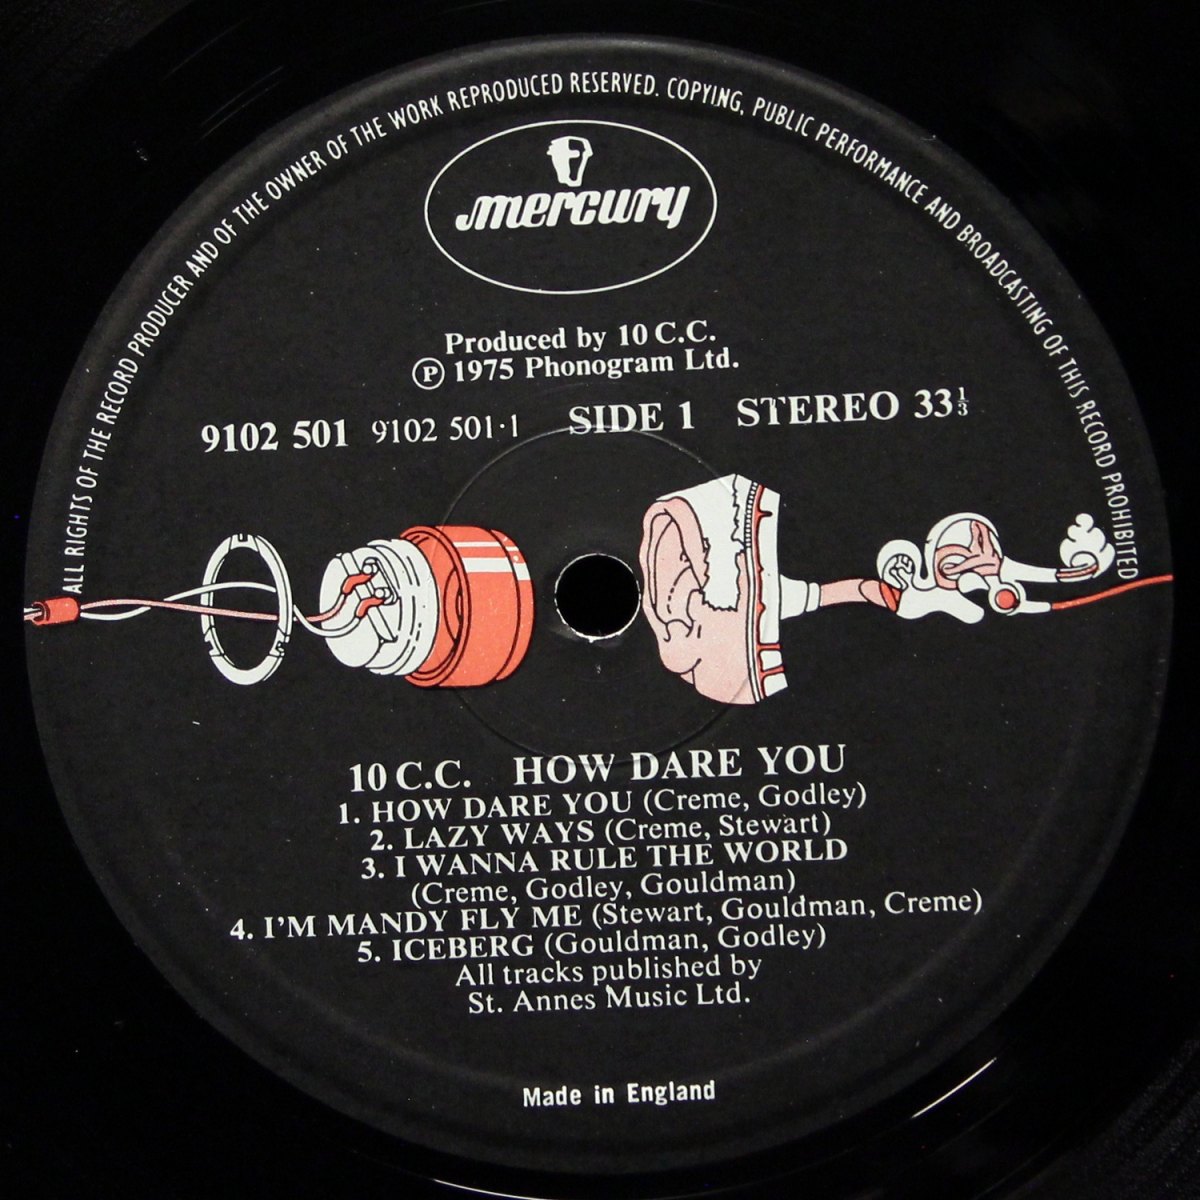 ALL RIGHTS OF THE RECORD PRODUCER AND OF THE OWNER OF THE WORK REPRODUCED RESERVED. COPYING, PUBLIC PERFORMANCE AND BROADCASTING OF THIS RECORD PROHIBITED
mercury
Produced by 10 C.C.
Ⓟ 1975 Phonogram Ltd.
9102 501 9102 501·1 SIDE 1 STEREO 33⅓
10 C.C. HOW DARE YOU
1. HOW DARE YOU (Creme, Godley)
2. LAZY WAYS (Creme, Stewart)
3. I WANNA RULE THE WORLD
(Creme, Godley, Gouldman)
4. I'M MANDY FLY ME (Stewart, Gouldman, Creme)
5. ICEBERG (Gouldman, Godley)
All tracks published by
St. Annes Music Ltd.
Made in England